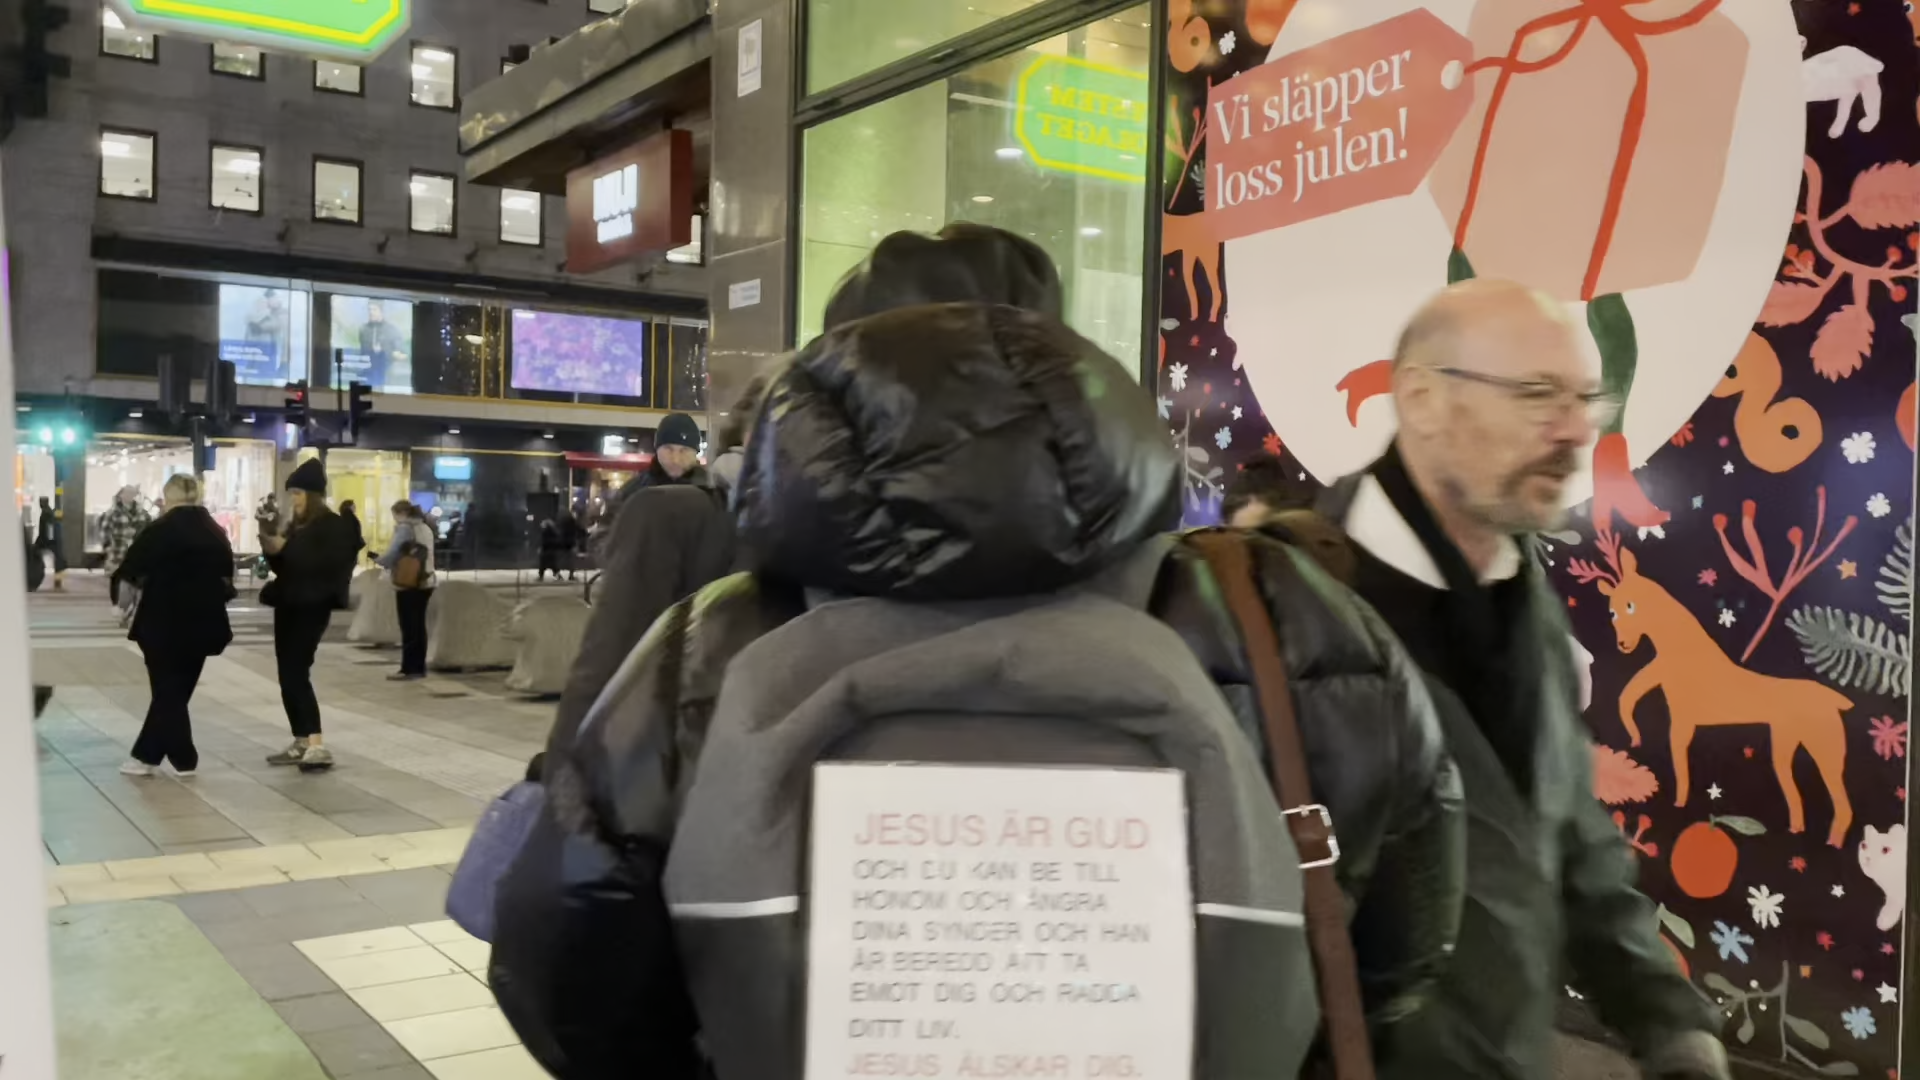 Vi släpper
loss julen!
JESUS ÄR GUD
OCH DU KAN BE TILL
HONOM OCH ÅNGRA
DINA SYNDER OCH HAN
ÄR BEREDD ATT TA
EMOT DIG OCH RÄDDA
DITT LIV.
JESUS ÄLSKAR DIG.